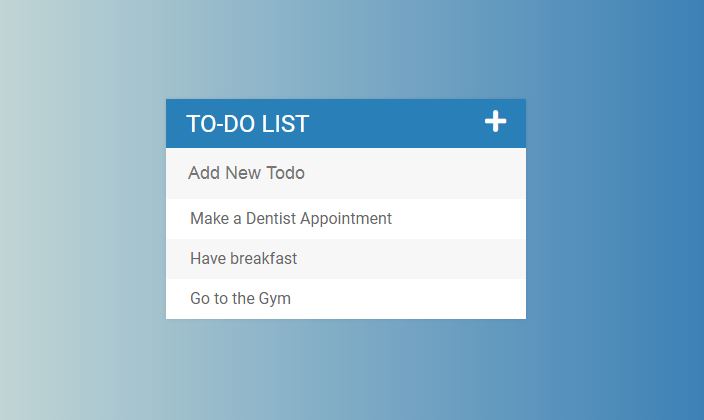 TO-DO LIST
Add New Todo
Make a Dentist Appointment
Have breakfast
Go to the Gym